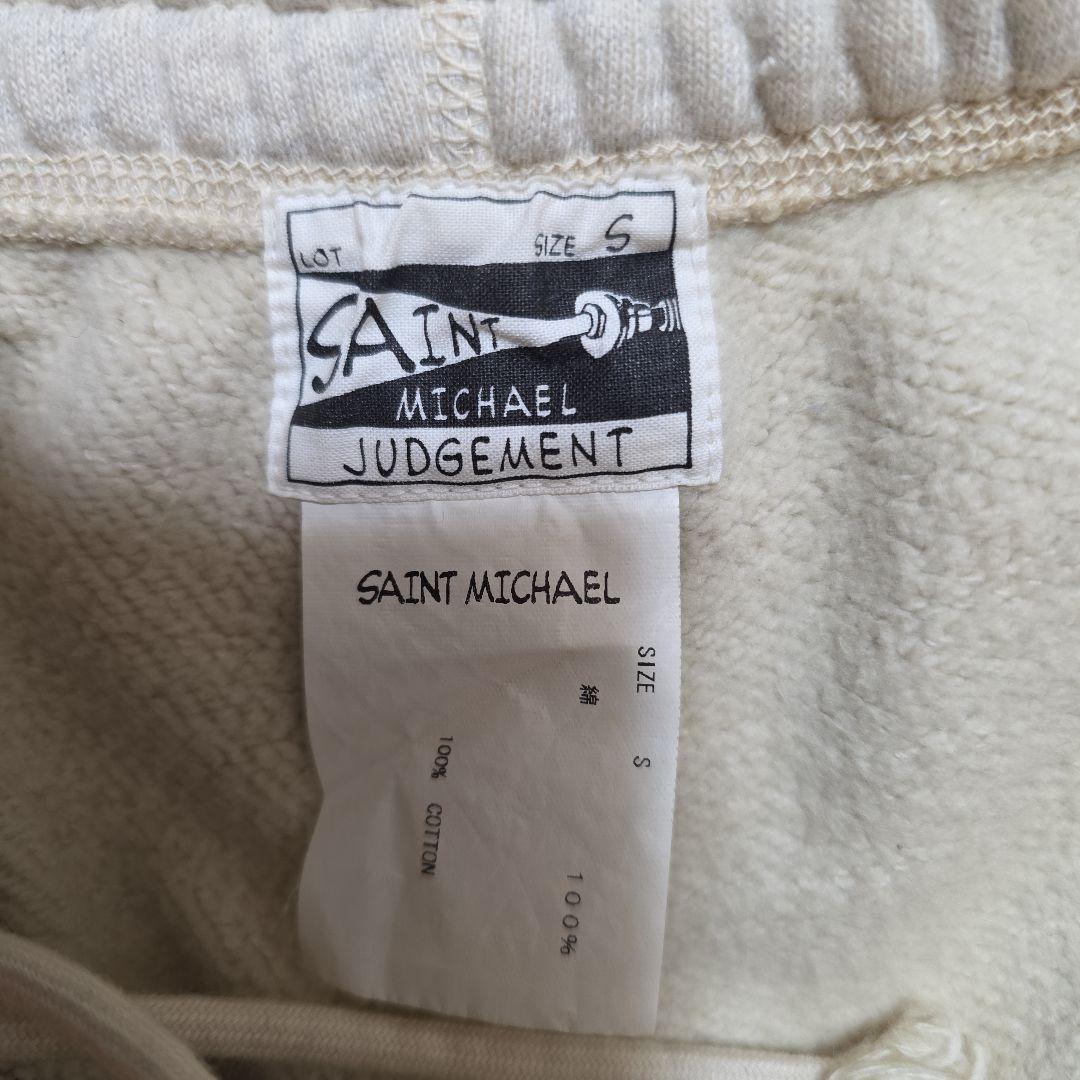 LOT SIZE S
SAINT
MICHAEL
JUDGEMENT
SAINT MICHAEL
SIZE S
綿 100%
100% COTTON